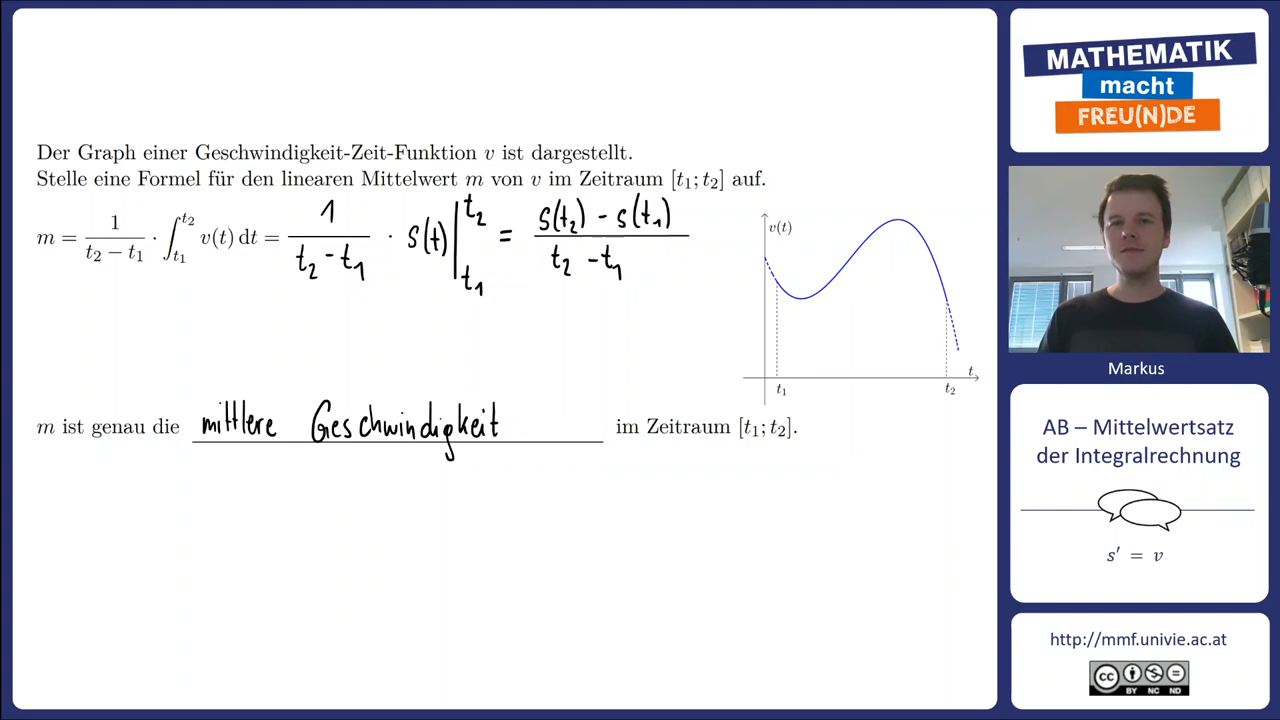 Der Graph einer Geschwindigkeit-Zeit-Funktion v ist dargestellt.
Stelle eine Formel für den linearen Mittelwert m von v im Zeitraum [t₁; t₂] auf.
m = 1/(t₂ − t₁) · ∫_{t₁}^{t₂} v(t) dt = 1/(t₂ - t₁) · s(t)|_{t₁}^{t₂} = (s(t₂) - s(t₁))/(t₂ - t₁)
v(t)
t
t₁
t₂
m ist genau die mittlere Geschwindigkeit im Zeitraum [t₁; t₂].
MATHEMATIK
macht
FREU(N)DE
Markus
AB – Mittelwertsatz
der Integralrechnung
s′ = v
http://mmf.univie.ac.at
cc
BY NC ND